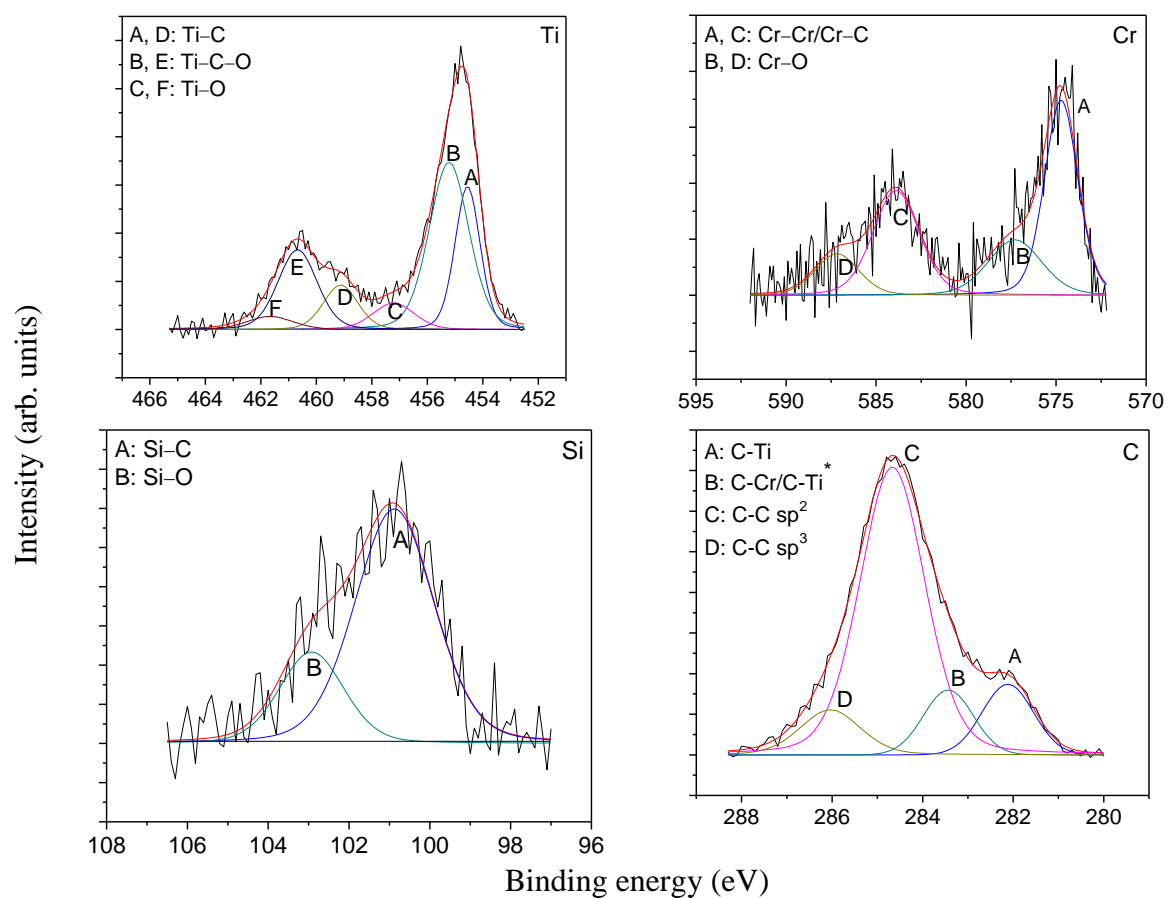 A, D: Ti–C
B, E: Ti–C–O
C, F: Ti–O
Ti
A
B
C
D
E
F
466 464 462 460 458 456 454 452
A, C: Cr–Cr/Cr–C
B, D: Cr–O
Cr
A
B
C
D
595 590 585 580 575 570
A: Si–C
B: Si–O
Si
A
B
108 106 104 102 100 98 96
A: C-Ti
B: C-Cr/C-Ti*
C: C-C sp²
D: C-C sp³
C
C
D
B
A
288 286 284 282 280
Intensity (arb. units)
Binding energy (eV)